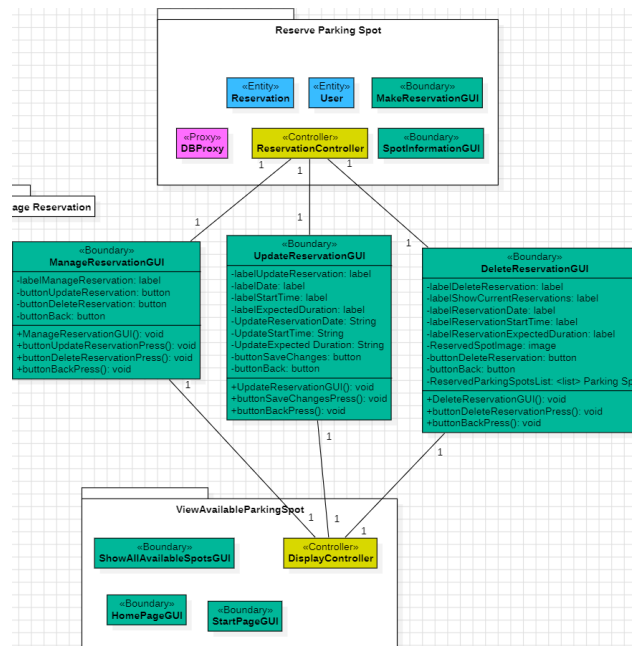 Reserve Parking Spot
«Entity»
Reservation
«Entity»
User
«Boundary»
MakeReservationGUI
«Proxy»
DBProxy
«Controller»
ReservationController
«Boundary»
SpotInformationGUI
1
1
1
age Reservation
1
1
1
«Boundary»
ManageReservationGUI
-labelManageReservation: label
-buttonUpdateReservation: button
-buttonDeleteReservation: button
-buttonBack: button
+ManageReservationGUI(): void
+buttonUpdateReservationPress(): void
+buttonDeleteReservationPress(): void
+buttonBackPress(): void
«Boundary»
UpdateReservationGUI
-labelUpdateReservation: label
-labelDate: label
-labelStartTime: label
-labelExpectedDuration: label
-UpdateReservationDate: String
-UpdateStartTime: String
-UpdateExpected Duration: String
-buttonSaveChanges: button
-buttonBack: button
+UpdateReservationGUI(): void
+buttonSaveChangesPress(): void
+buttonBackPress(): void
«Boundary»
DeleteReservationGUI
-labelDeleteReservation: label
-labelShowCurrentReservations: label
-labelReservationDate: label
-labelReservationStartTime: label
-labelReservationExpectedDuration: label
-ReservedSpotImage: image
-buttonDeleteReservation: button
-buttonBack: button
-ReservedParkingSpotsList: <list> Parking Sp
+DeleteReservationGUI(): void
+buttonDeleteReservationPress(): void
+buttonBackPress(): void
1
1
1
ViewAvailableParkingSpot
1
1
1
«Boundary»
ShowAllAvailableSpotsGUI
«Controller»
DisplayController
«Boundary»
HomePageGUI
«Boundary»
StartPageGUI